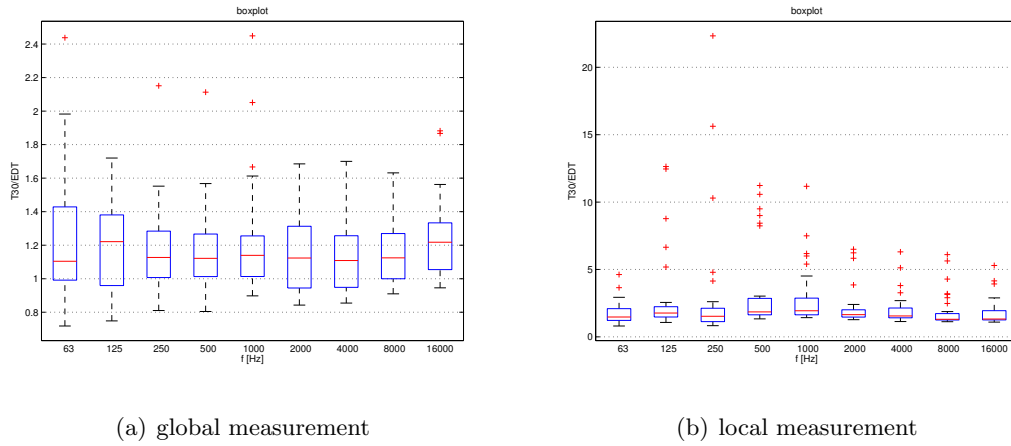 boxplot
2.4
2.2
2
1.8
1.6
1.4
1.2
1
0.8
T30/EDT
63 125 250 500 1000 2000 4000 8000 16000
f [Hz]
(a) global measurement
boxplot
20
15
10
5
0
T30/EDT
63 125 250 500 1000 2000 4000 8000 16000
f [Hz]
(b) local measurement